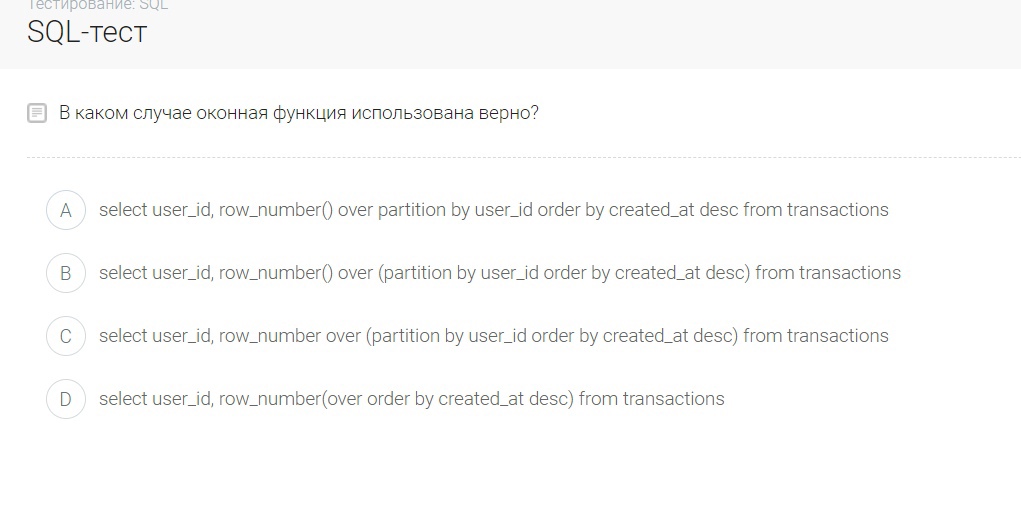 Тестирование: SQL
SQL-тест
В каком случае оконная функция использована верно?
A select user_id, row_number() over partition by user_id order by created_at desc from transactions
B select user_id, row_number() over (partition by user_id order by created_at desc) from transactions
C select user_id, row_number over (partition by user_id order by created_at desc) from transactions
D select user_id, row_number(over order by created_at desc) from transactions